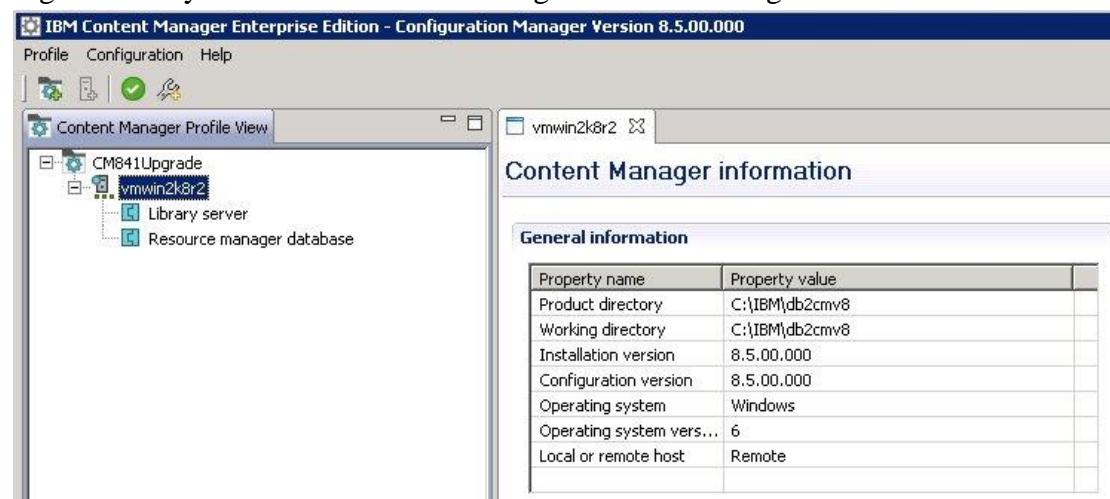 IBM Content Manager Enterprise Edition - Configuration Manager Version 8.5.00.000
Profile Configuration Help
Content Manager Profile View
CM841Upgrade
vmwin2k8r2
Library server
Resource manager database
vmwin2k8r2
Content Manager information
General information
Property name Property value
Product directory C:\IBM\db2cmv8
Working directory C:\IBM\db2cmv8
Installation version 8.5.00.000
Configuration version 8.5.00.000
Operating system Windows
Operating system vers... 6
Local or remote host Remote